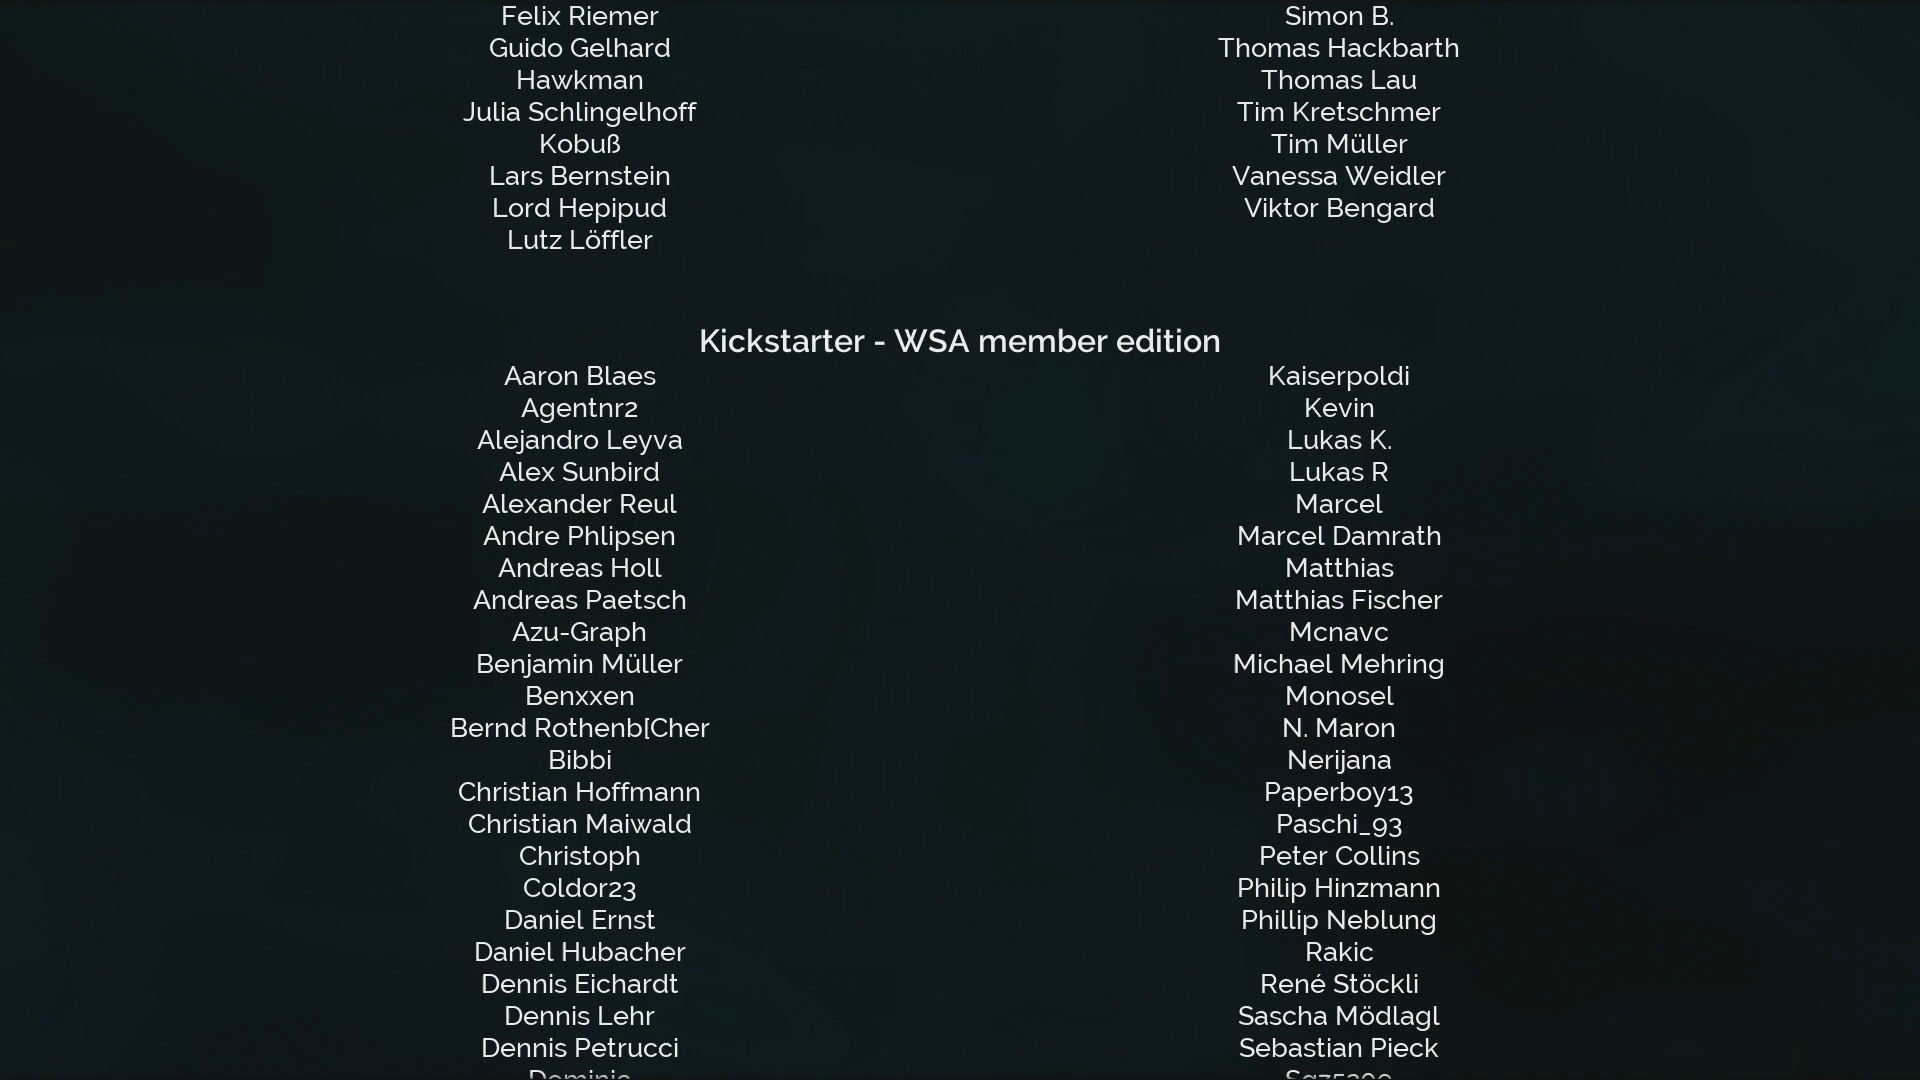 Felix Riemer
Guido Gelhard
Hawkman
Julia Schlingelhoff
Kobuß
Lars Bernstein
Lord Hepipud
Lutz Löffler
Simon B.
Thomas Hackbarth
Thomas Lau
Tim Kretschmer
Tim Müller
Vanessa Weidler
Viktor Bengard
Kickstarter - WSA member edition
Aaron Blaes
Agentnr2
Alejandro Leyva
Alex Sunbird
Alexander Reul
Andre Phlipsen
Andreas Holl
Andreas Paetsch
Azu-Graph
Benjamin Müller
Benxxen
Bernd Rothenb[Cher
Bibbi
Christian Hoffmann
Christian Maiwald
Christoph
Coldor23
Daniel Ernst
Daniel Hubacher
Dennis Eichardt
Dennis Lehr
Dennis Petrucci
Kaiserpoldi
Kevin
Lukas K.
Lukas R
Marcel
Marcel Damrath
Matthias
Matthias Fischer
Mcnavc
Michael Mehring
Monosel
N. Maron
Nerijana
Paperboy13
Paschi_93
Peter Collins
Philip Hinzmann
Phillip Neblung
Rakic
René Stöckli
Sascha Mödlagl
Sebastian Pieck